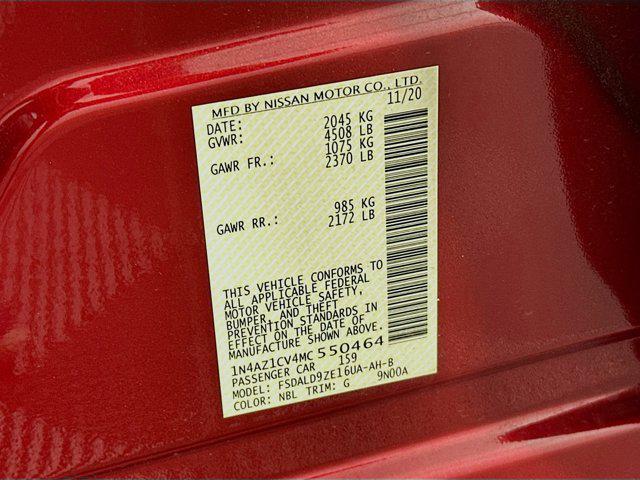 MFD BY NISSAN MOTOR CO., LTD.
DATE: 11/20
GVWR: 2045 KG
4508 LB
GAWR FR.: 1075 KG
2370 LB
GAWR RR.: 985 KG
2172 LB
THIS VEHICLE CONFORMS TO
ALL APPLICABLE FEDERAL
MOTOR VEHICLE SAFETY,
BUMPER, AND THEFT
PREVENTION STANDARDS IN
EFFECT ON THE DATE OF
MANUFACTURE SHOWN ABOVE.
1N4AZ1CV4MC 550464
PASSENGER CAR 159
MODEL: FSDALD9ZE16UA-AH-B
COLOR: NBL TRIM: G 9N00A